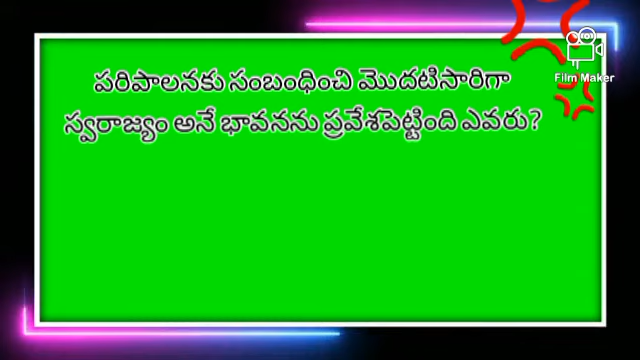 పరిపాలనకు సంబంధించి మొదటిసారిగా
స్వరాజ్యం అనే భావనను ప్రవేశపెట్టింది ఎవరు?
Film Maker